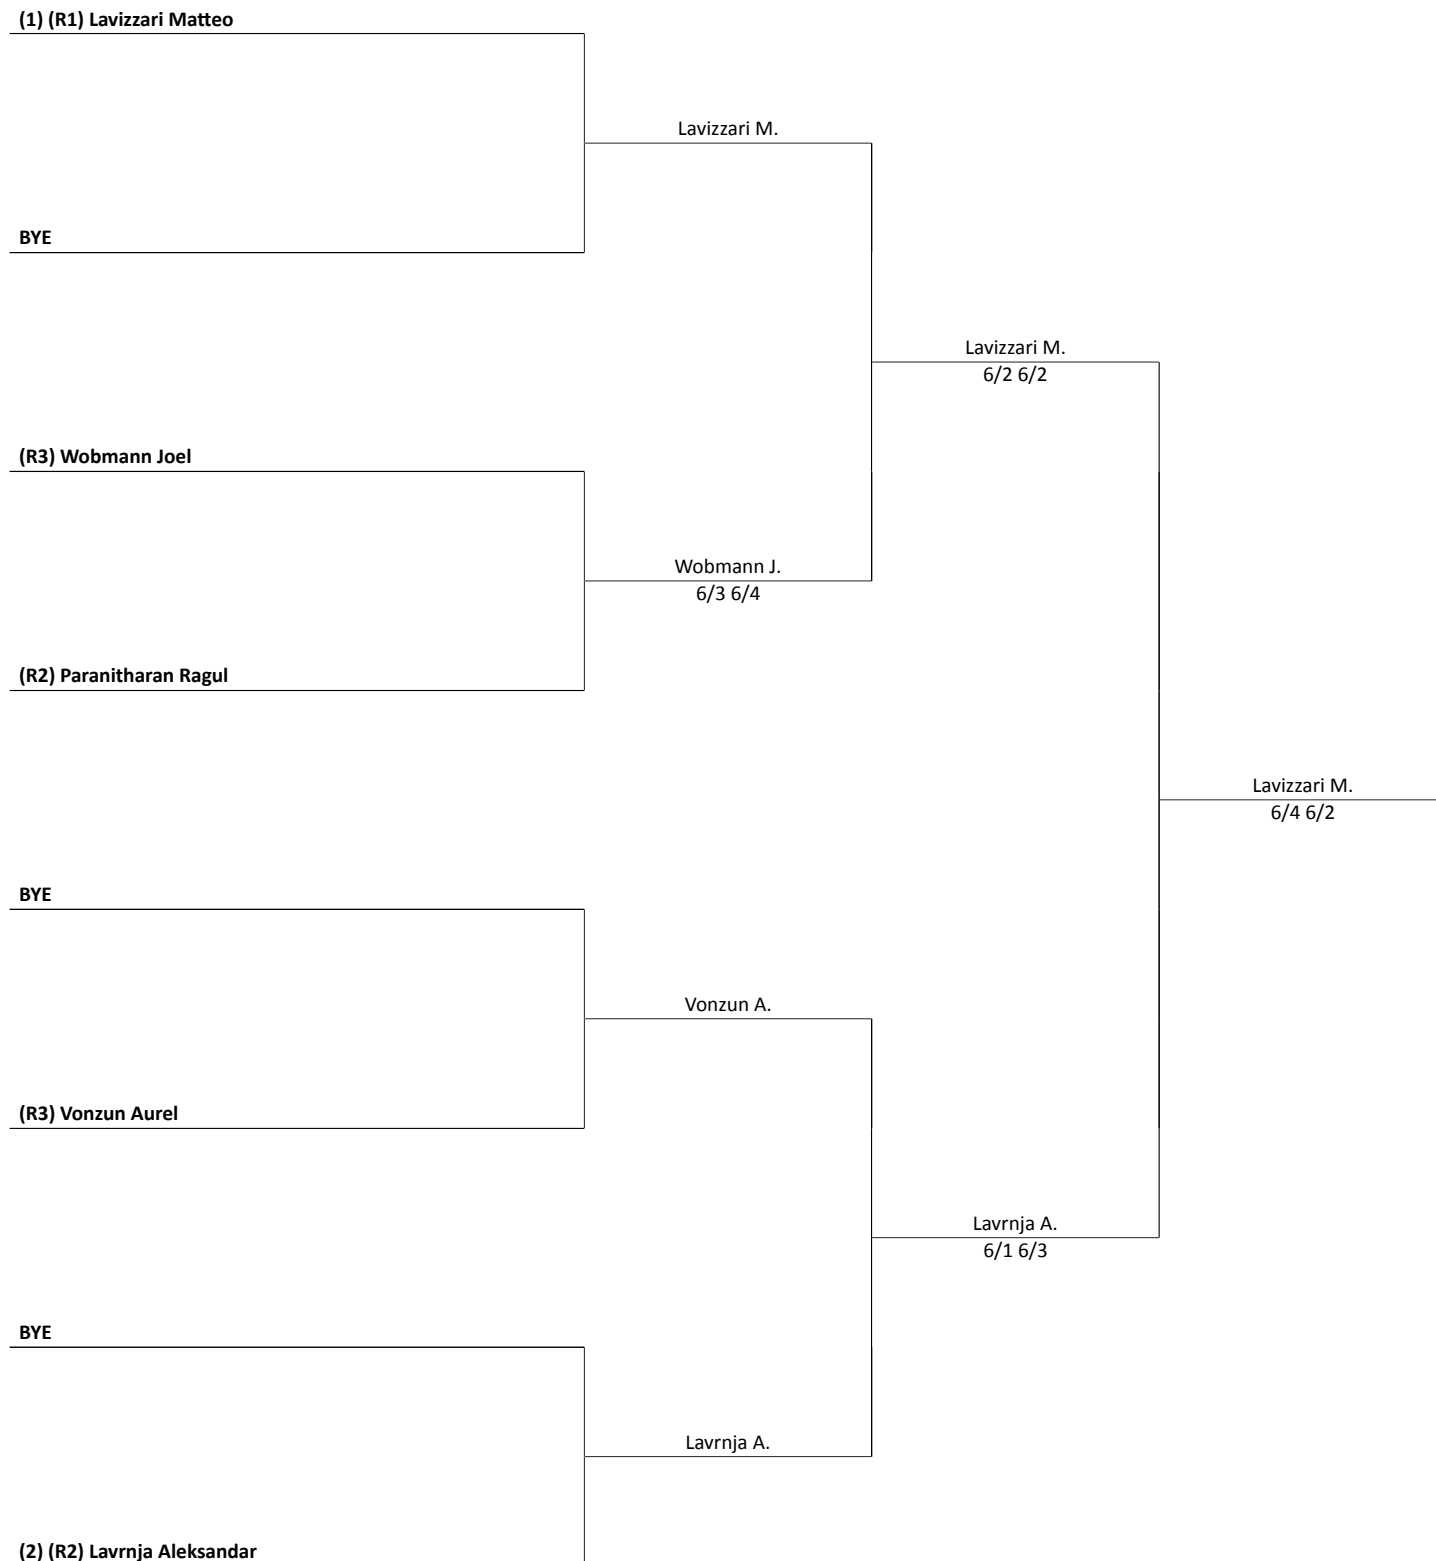 (1) (R1) Lavizzari Matteo
Lavizzari M.
BYE
Lavizzari M.
6/2 6/2
(R3) Wobmann Joel
Wobmann J.
6/3 6/4
(R2) Paranitharan Ragul
Lavizzari M.
6/4 6/2
BYE
Vonzun A.
(R3) Vonzun Aurel
Lavrnja A.
6/1 6/3
BYE
Lavrnja A.
(2) (R2) Lavrnja Aleksandar